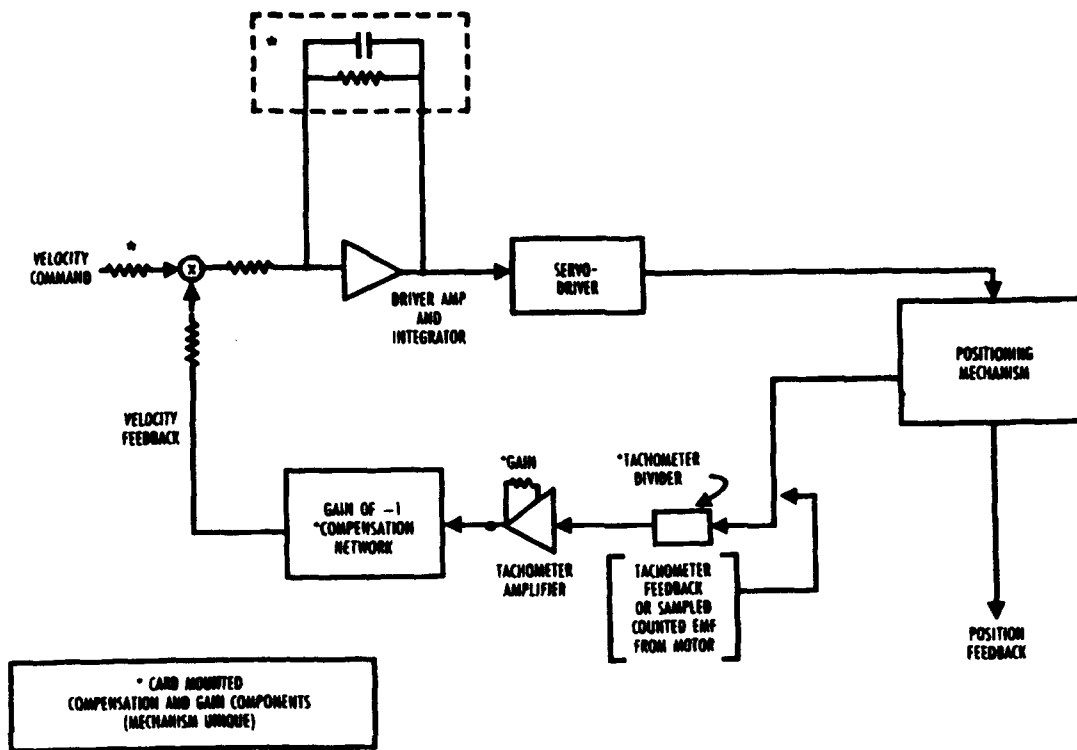 *
*
VELOCITY
COMMAND
X
DRIVER AMP
AND
INTEGRATOR
SERVO-
DRIVER
POSITIONING
MECHANISM
VELOCITY
FEEDBACK
GAIN OF -1
*COMPENSATION
NETWORK
*GAIN
TACHOMETER
AMPLIFIER
*TACHOMETER
DIVIDER
TACHOMETER
FEEDBACK
OR SAMPLED
COUNTED EMF
FROM MOTOR
POSITION
FEEDBACK
* CARD MOUNTED
COMPENSATION AND GAIN COMPONENTS
(MECHANISM UNIQUE)